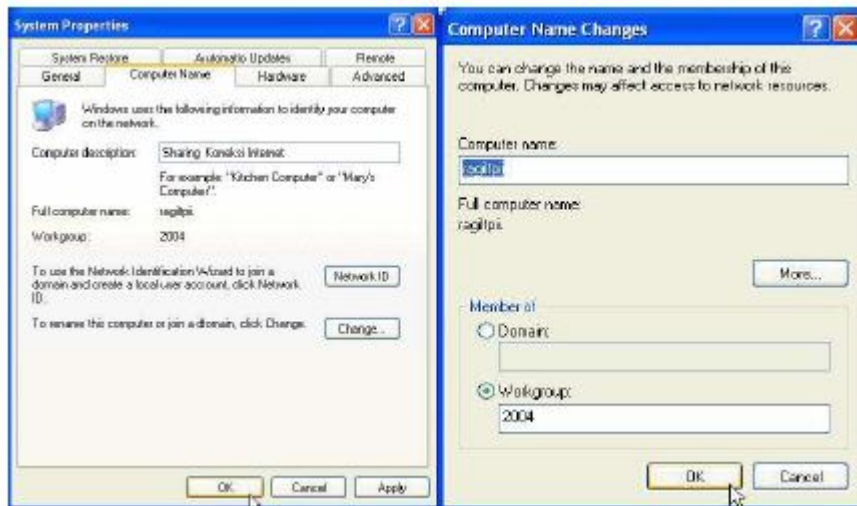 System Properties
System Restore
Automatic Updates
Remote
General
Computer Name
Hardware
Advanced
Windows uses the following information to identify your computer
on the network.
Computer description:
Sharing Koneksi Internet
For example: "Kitchen Computer" or "Mary's
Computer".
Full computer name:
ragiltpii.
Workgroup:
2004
To use the Network Identification Wizard to join a
domain and create a local user account, click Network
ID.
Network ID
To rename this computer or join a domain, click Change.
Change...
OK
Cancel
Apply
Computer Name Changes
You can change the name and the membership of this
computer. Changes may affect access to network resources.
Computer name:
ragiltpii
Full computer name:
ragiltpii.
More...
Member of
Domain:
Workgroup:
2004
OK
Cancel